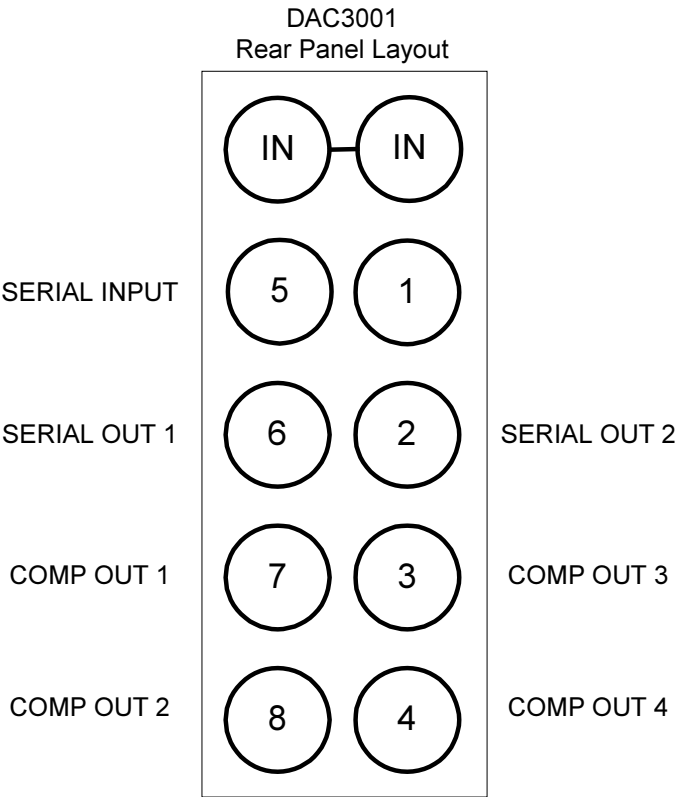 DAC3001
Rear Panel Layout
IN IN
SERIAL INPUT 5 1
SERIAL OUT 1 6 2 SERIAL OUT 2
COMP OUT 1 7 3 COMP OUT 3
COMP OUT 2 8 4 COMP OUT 4